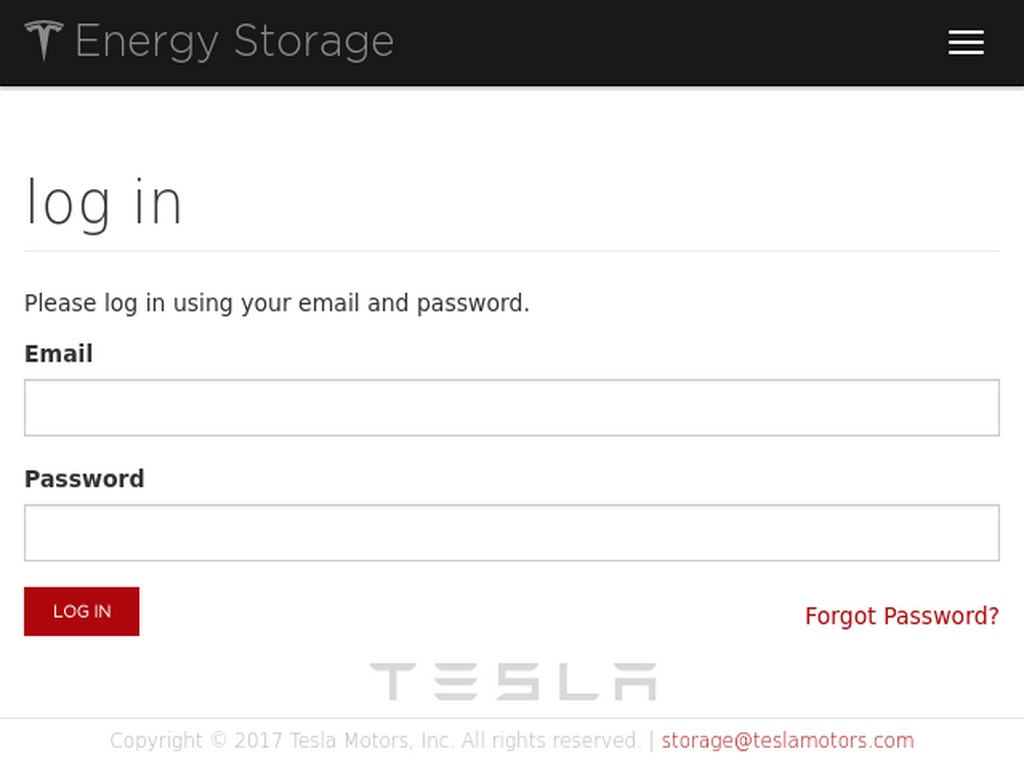 Energy Storage
log in
Please log in using your email and password.
Email
Password
LOG IN
Forgot Password?
TESLA
Copyright © 2017 Tesla Motors, Inc. All rights reserved. | storage@teslamotors.com